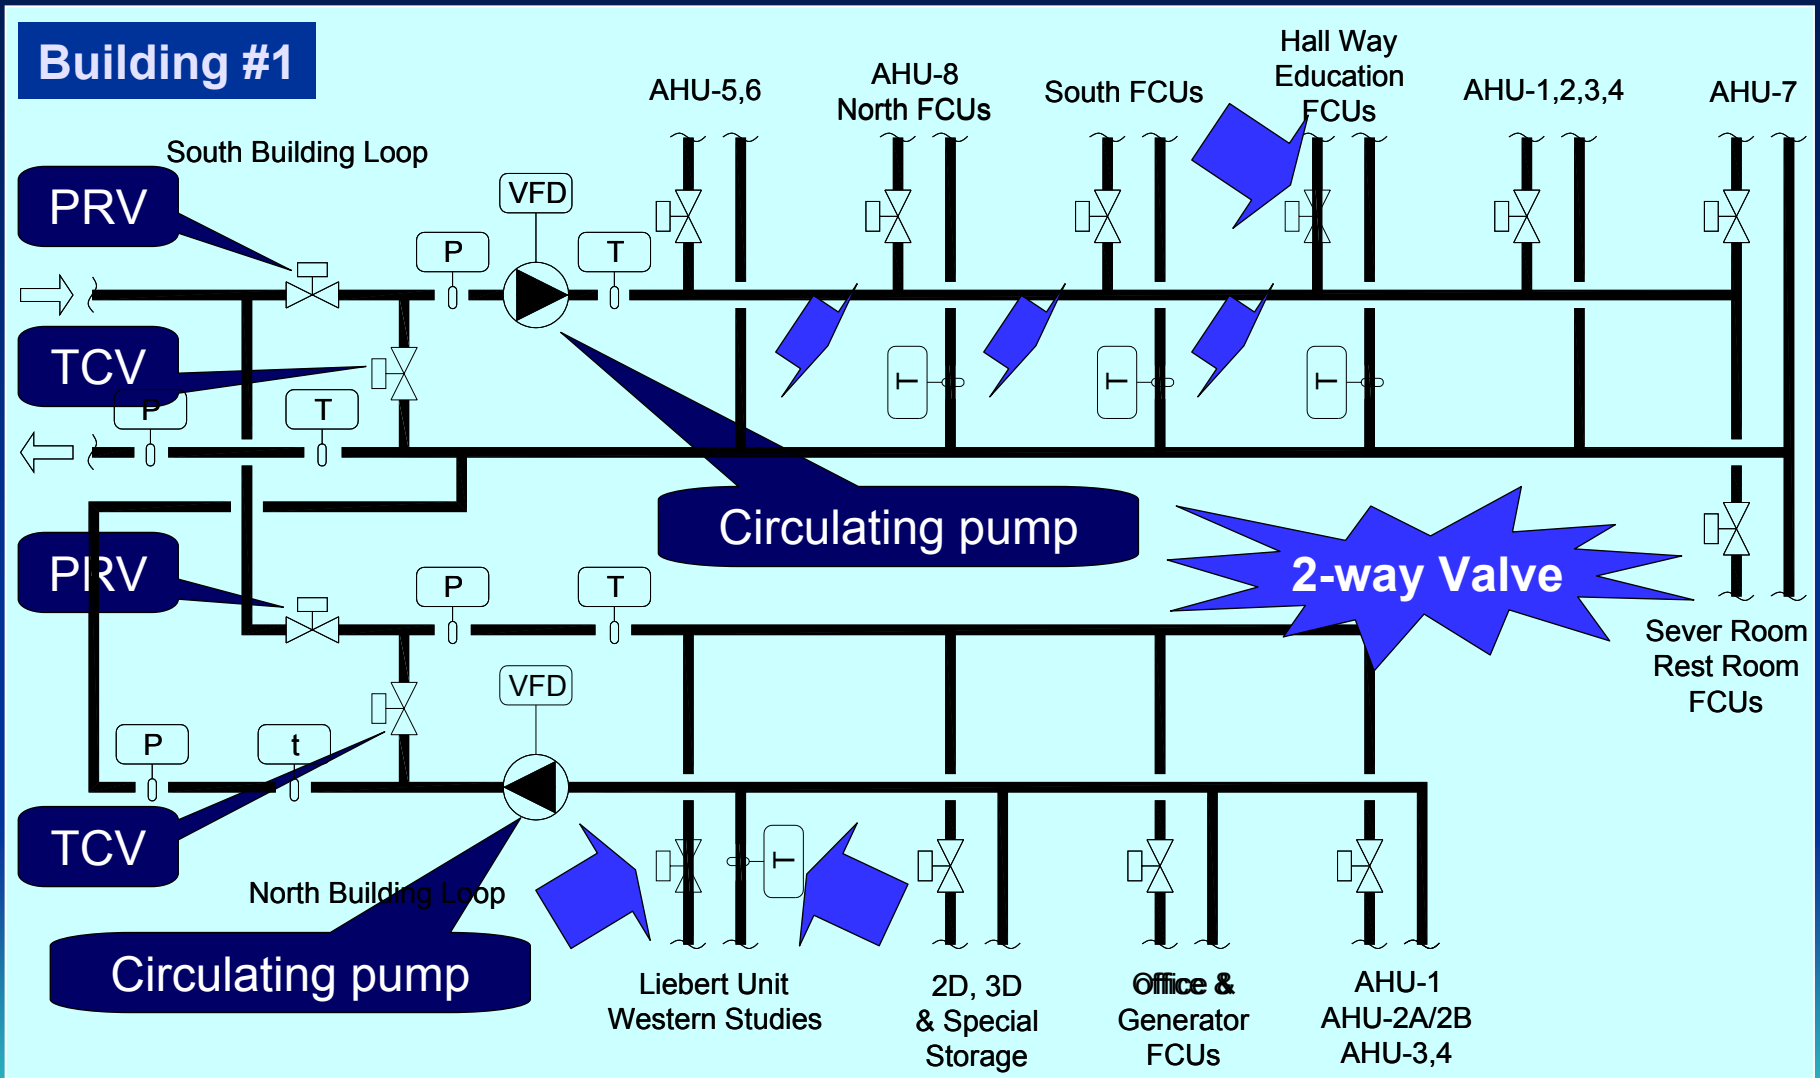 Building #1
Hall Way
Education
FCUs
AHU-5,6
AHU-8
North FCUs
South FCUs
AHU-1,2,3,4
AHU-7
South Building Loop
PRV
VFD
P
T
TCV
P
T
T
T
T
Circulating pump
2-way Valve
PRV
P
T
Sever Room
Rest Room
FCUs
VFD
P
t
TCV
T
North Building Loop
Circulating pump
Liebert Unit
Western Studies
2D, 3D
& Special
Storage
Office &
Generator
FCUs
AHU-1
AHU-2A/2B
AHU-3,4